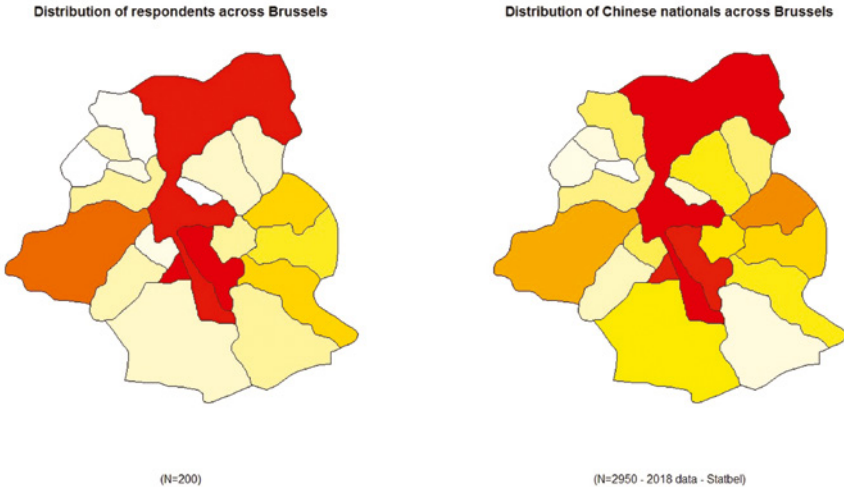 Distribution of respondents across Brussels
Distribution of Chinese nationals across Brussels
(N=200)
(N=2950 - 2018 data - Statbel)